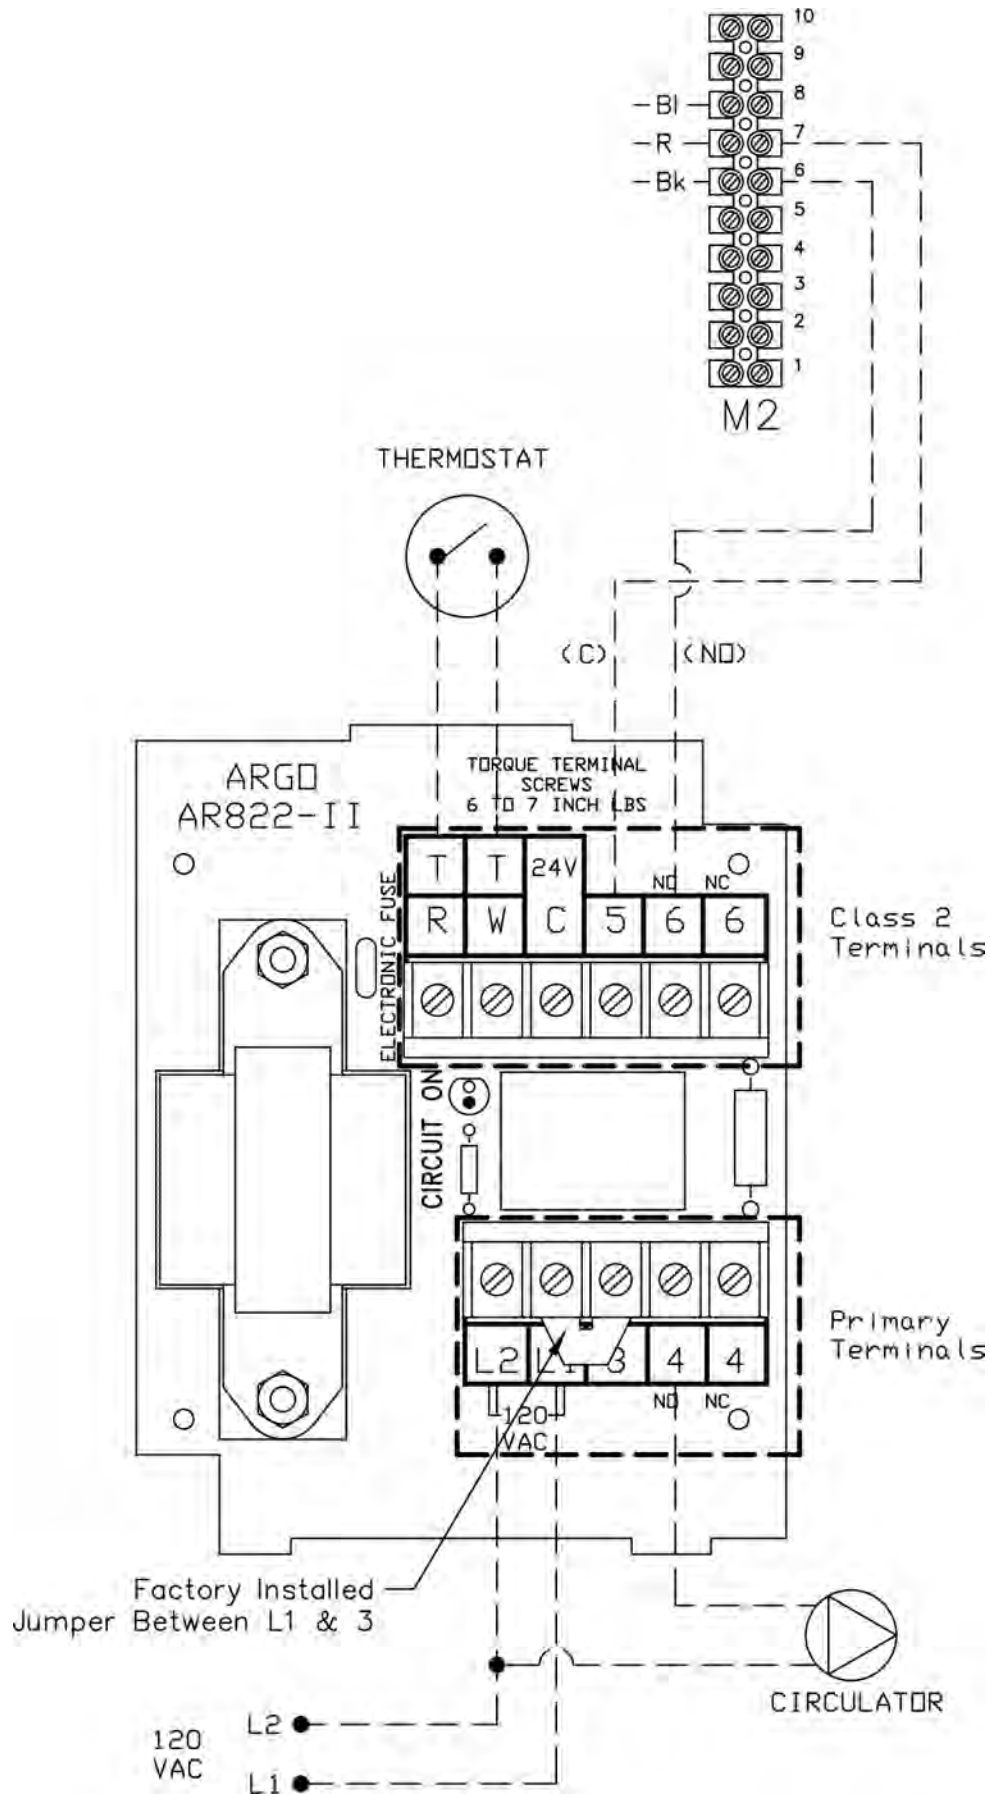 10
9
8
Bl
7
R
6
Bk
5
4
3
2
1
M2
THERMOSTAT
(C)
(NO)
ARGO
AR822-II
TORQUE TERMINAL
SCREWS
6 TO 7 INCH LBS
ELECTRONIC FUSE
T T 24V
NO NC
R W C 5 6 6
Class 2
Terminals
CIRCUIT ON
Primary
Terminals
L2 L1 3 4 4
NO NC
120
VAC
Factory Installed
Jumper Between L1 & 3
CIRCULATOR
120
VAC
L2
L1